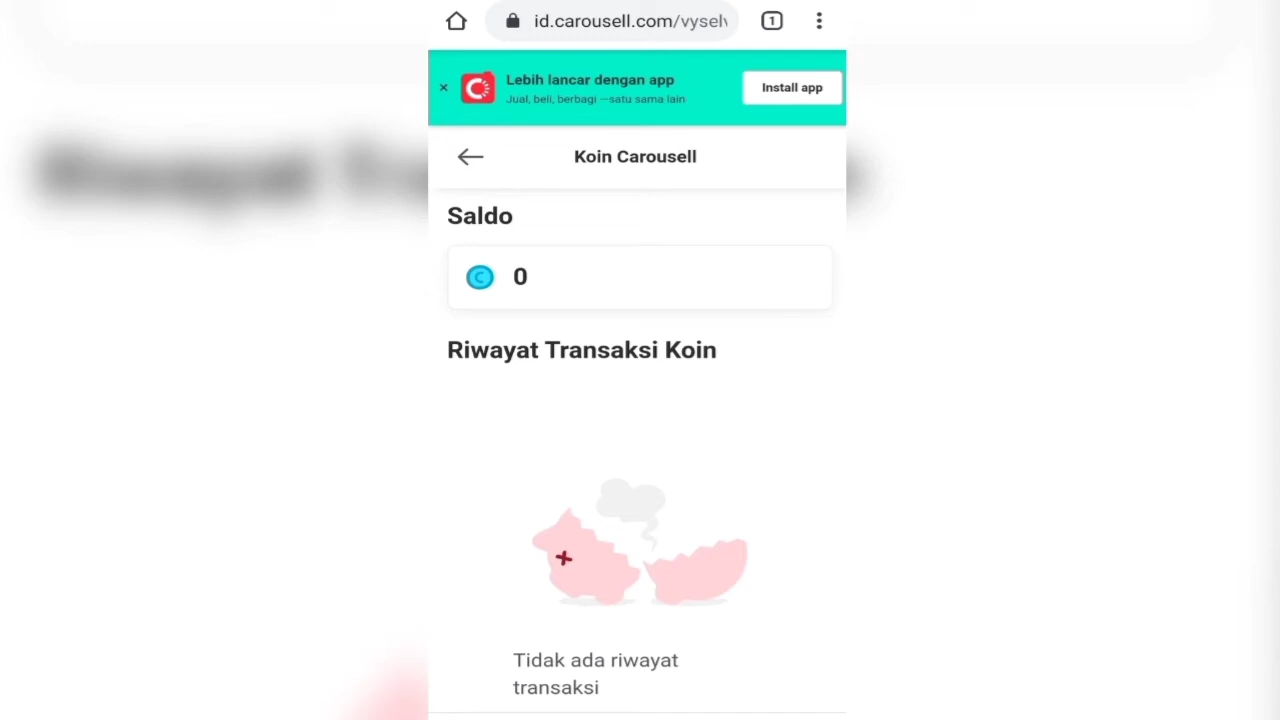 id.carousell.com/vysel
1
Lebih lancar dengan app
Jual, beli, berbagi —satu sama lain
Install app
Koin Carousell
Saldo
0
Riwayat Transaksi Koin
Tidak ada riwayat
transaksi